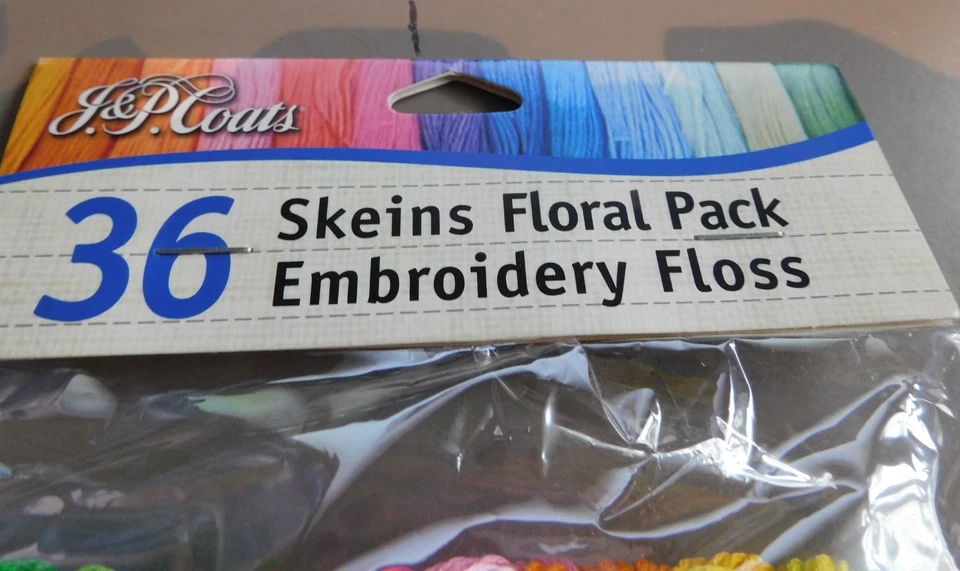 J.&P. Coats
36 Skeins Floral Pack
Embroidery Floss